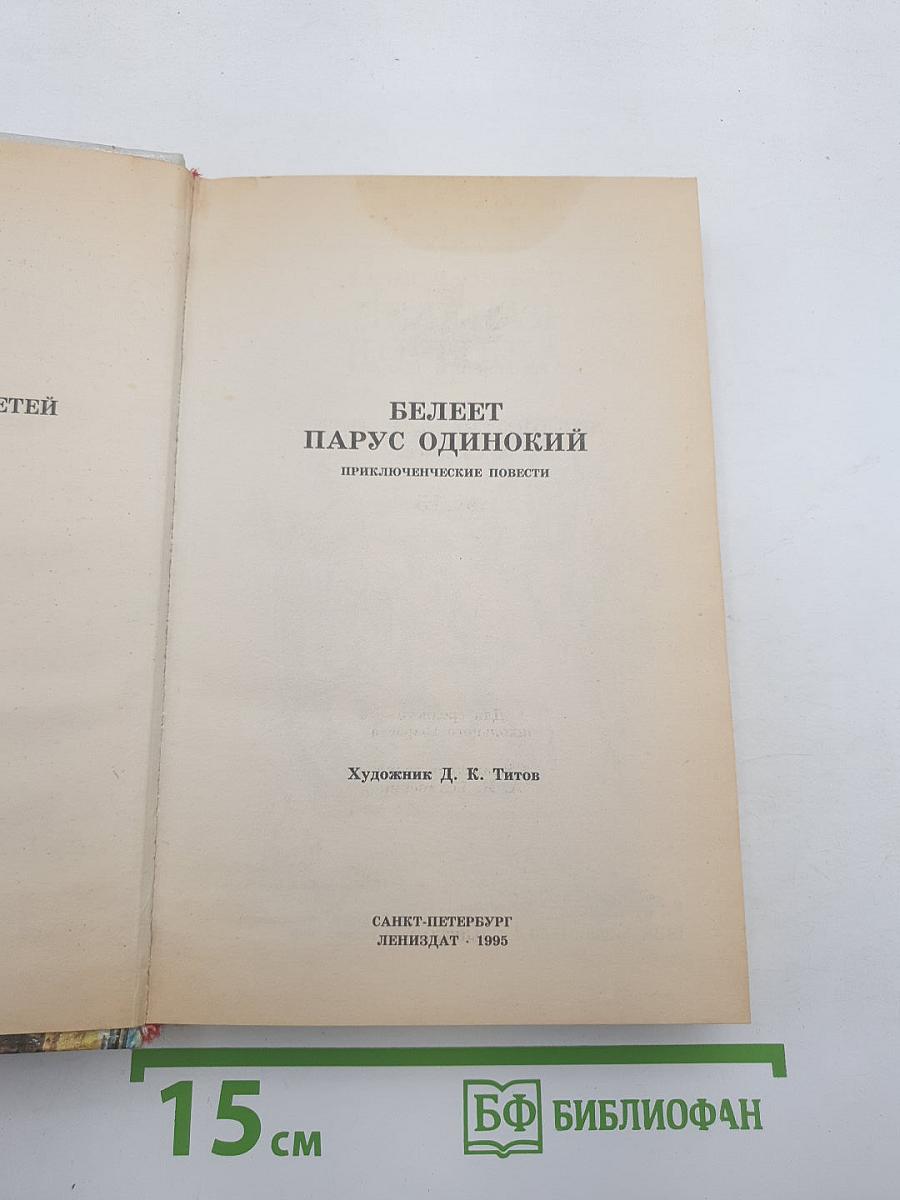 ЕТЕЙ
БЕЛЕЕТ
ПАРУС ОДИНОКИЙ
ПРИКЛЮЧЕНЧЕСКИЕ ПОВЕСТИ
Художник Д. К. Титов
САНКТ-ПЕТЕРБУРГ
ЛЕНИЗДАТ · 1995
15 см
БФ БИБЛИОФАН